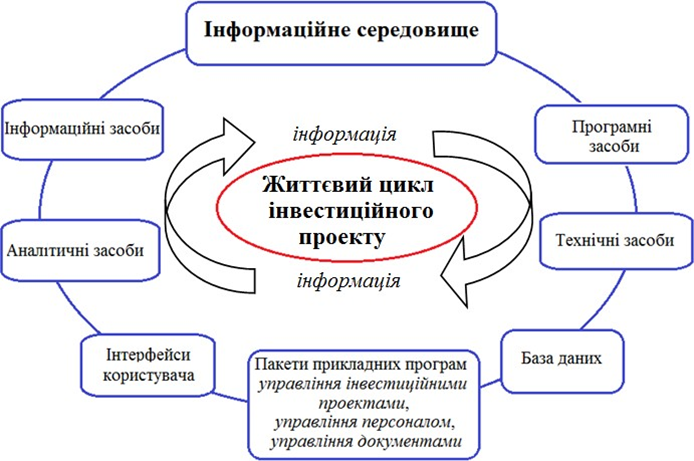 Інформаційне середовище
Інформаційні засоби
інформація
Програмні
засоби
Життєвий цикл
інвестиційного
проекту
Аналітичні засоби
Технічні засоби
інформація
Інтерфейси
користувача
Пакети прикладних програм
управління інвестиційними
проектами,
управління персоналом,
управління документами
База даних